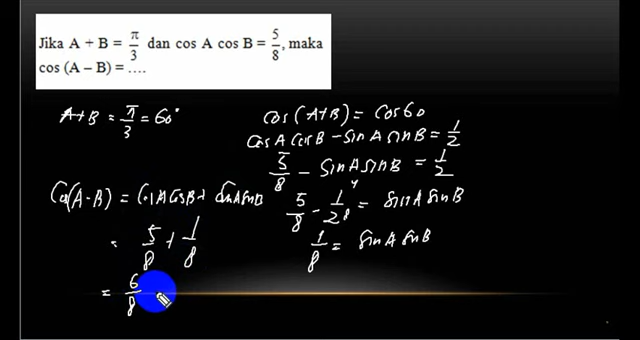 Jika A + B = π/3 dan cos A cos B = 5/8, maka
cos (A – B) = ....
A+B = π/3 = 60°
cos (A+B) = cos 60
cos A cos B - sin A sin B = 1/2
5/8 - sin A sin B = 1/2
5/8 - 1/2 4/8 = sin A sin B
1/8 = sin A sin B
Cos(A-B) = cos A cos B + sin A sin B
= 5/8 + 1/8
= 6/8